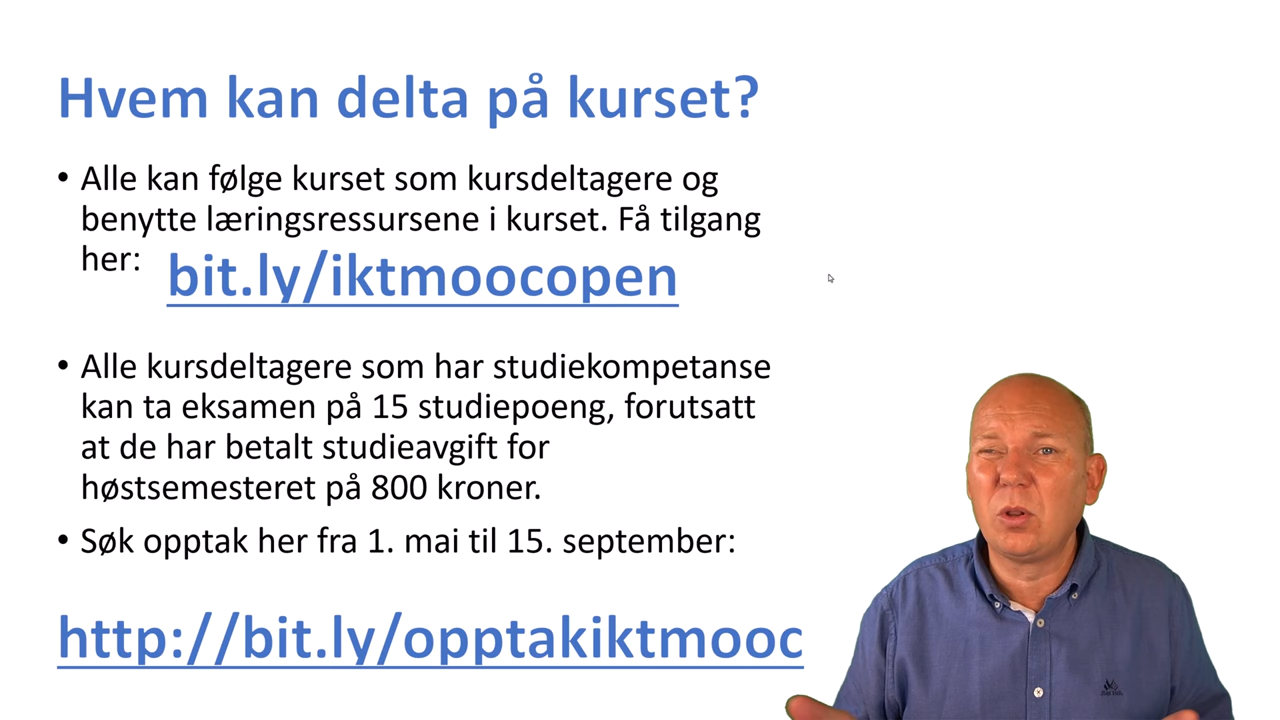 Hvem kan delta på kurset?
• Alle kan følge kurset som kursdeltagere og
benytte læringsressursene i kurset. Få tilgang
her: bit.ly/iktmoocopen
• Alle kursdeltagere som har studiekompetanse
kan ta eksamen på 15 studiepoeng, forutsatt
at de har betalt studieavgift for
høstsemesteret på 800 kroner.
• Søk opptak her fra 1. mai til 15. september:
http://bit.ly/opptakiktmooc